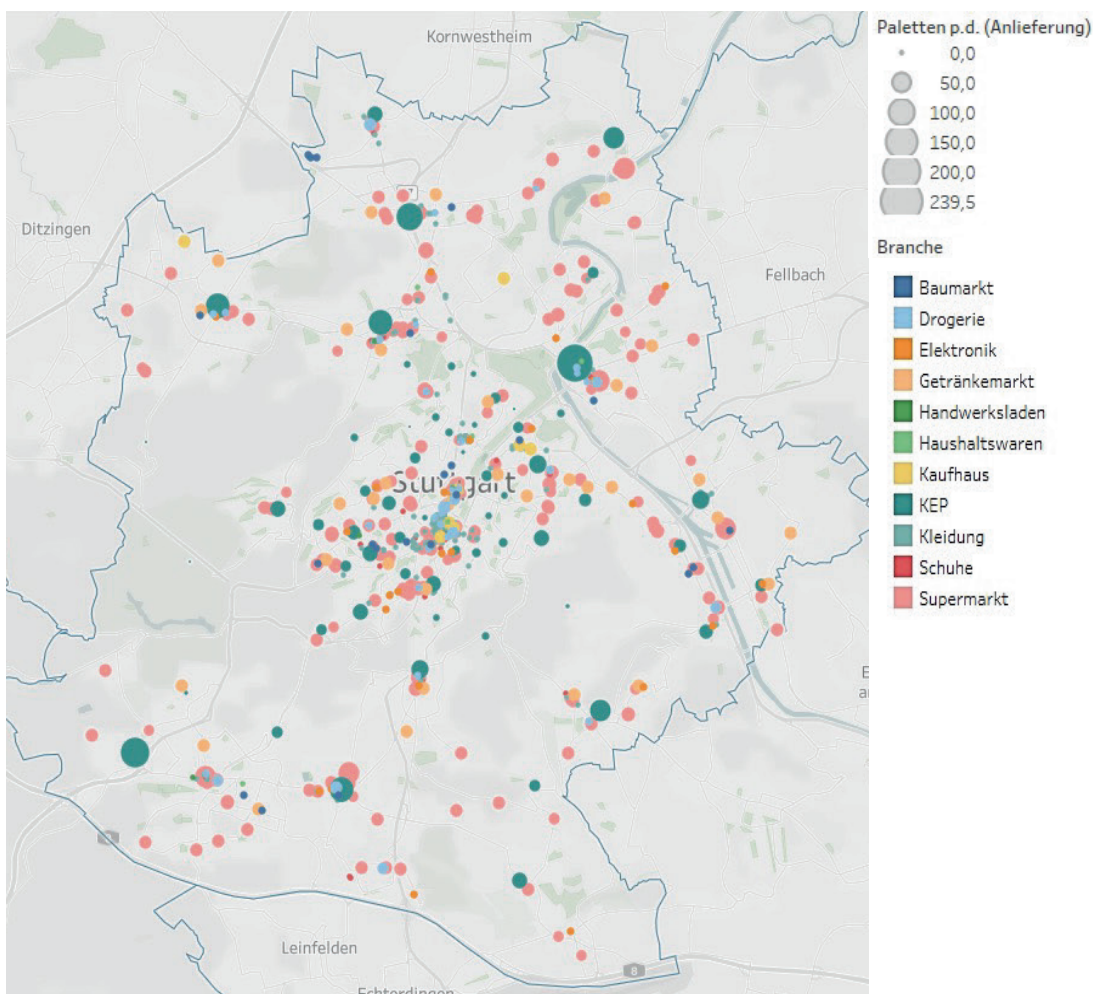 Kornwestheim
Ditzingen
Fellbach
Stuttgart
Leinfelden
Echterdingen
8
Paletten p.d. (Anlieferung)
0,0
50,0
100,0
150,0
200,0
239,5
Branche
Baumarkt
Drogerie
Elektronik
Getränkemarkt
Handwerksladen
Haushaltswaren
Kaufhaus
KEP
Kleidung
Schuhe
Supermarkt